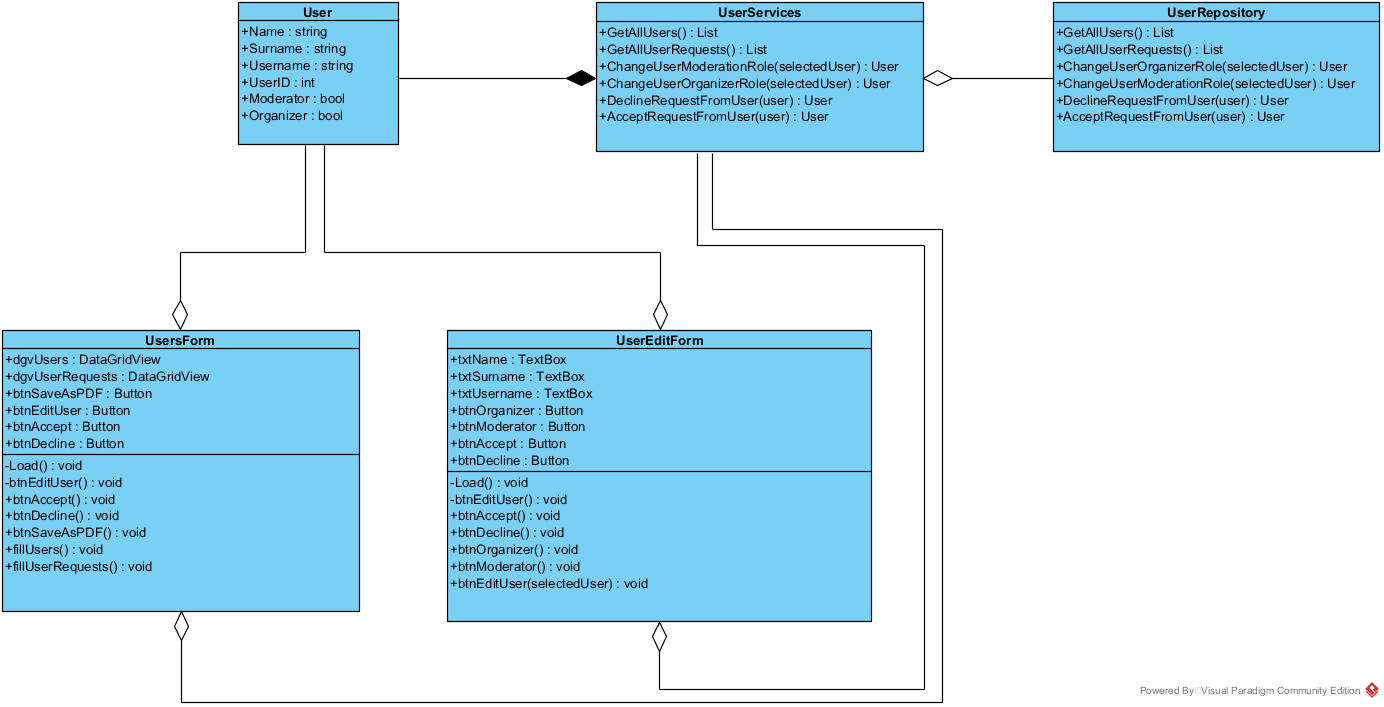 User
+Name : string
+Surname : string
+Username : string
+UserID : int
+Moderator : bool
+Organizer : bool
UserServices
+GetAllUsers() : List
+GetAllUserRequests() : List
+ChangeUserModerationRole(selectedUser) : User
+ChangeUserOrganizerRole(selectedUser) : User
+DeclineRequestFromUser(user) : User
+AcceptRequestFromUser(user) : User
UserRepository
+GetAllUsers() : List
+GetAllUserRequests() : List
+ChangeUserOrganizerRole(selectedUser) : User
+ChangeUserModerationRole(selectedUser) : User
+DeclineRequestFromUser(user) : User
+AcceptRequestFromUser(user) : User
UsersForm
+dgvUsers : DataGridView
+dgvUserRequests : DataGridView
+btnSaveAsPDF : Button
+btnEditUser : Button
+btnAccept : Button
+btnDecline : Button
-Load() : void
-btnEditUser() : void
+btnAccept() : void
+btnDecline() : void
+btnSaveAsPDF() : void
+fillUsers() : void
+fillUserRequests() : void
UserEditForm
+txtName : TextBox
+txtSurname : TextBox
+txtUsername : TextBox
+btnOrganizer : Button
+btnModerator : Button
+btnAccept : Button
+btnDecline : Button
-Load() : void
-btnEditUser() : void
+btnAccept() : void
+btnDecline() : void
+btnOrganizer() : void
+btnModerator() : void
+btnEditUser(selectedUser) : void
Powered By Visual Paradigm Community Edition